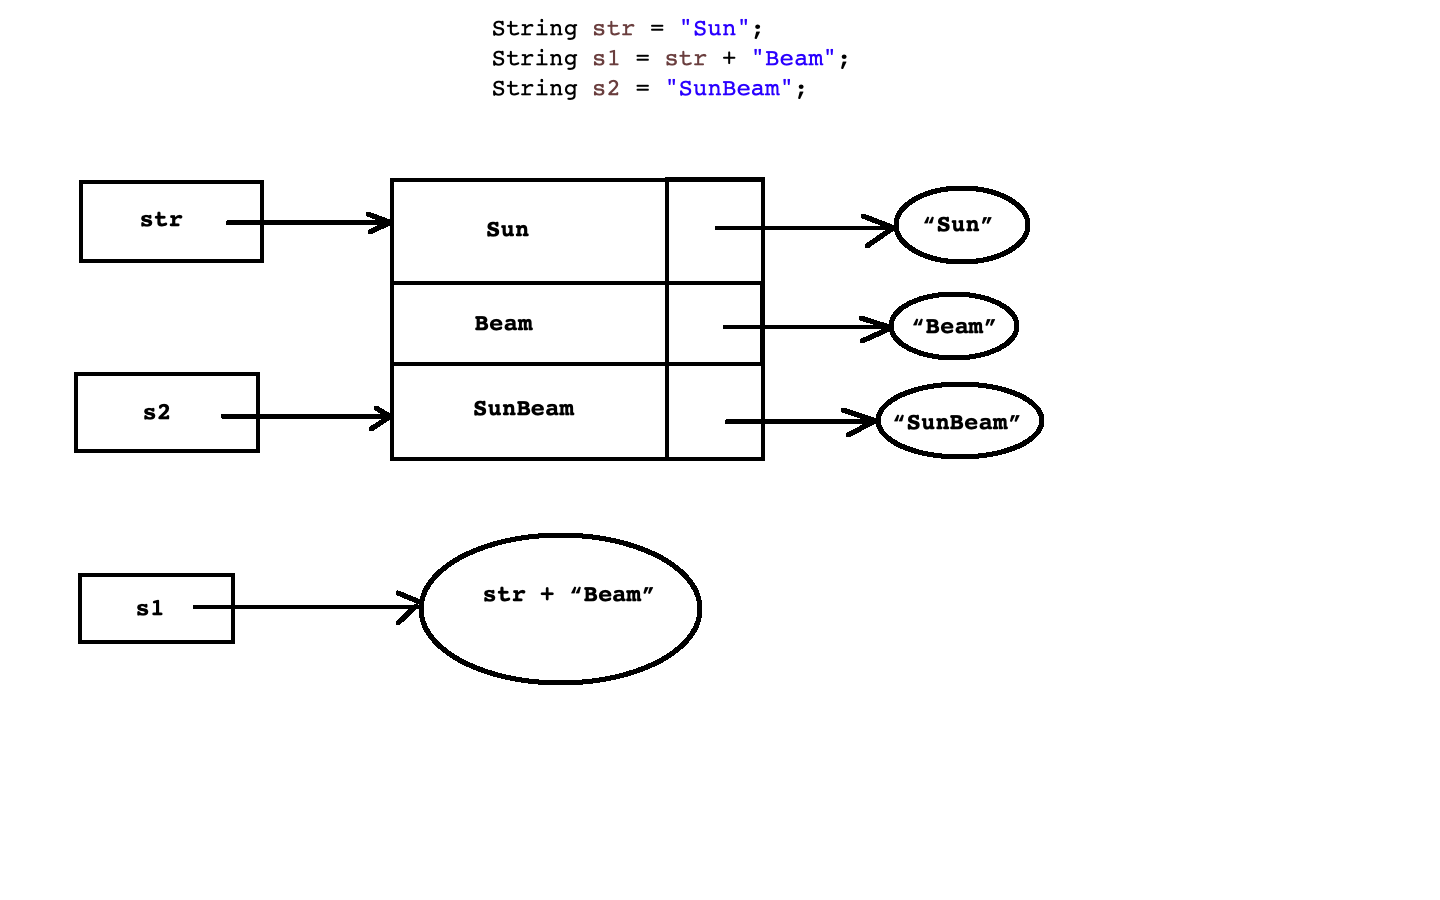 String str = "Sun";
String s1 = str + "Beam";
String s2 = "SunBeam";
str
Sun
“Sun”
Beam
“Beam”
s2
SunBeam
“SunBeam”
s1
str + “Beam”